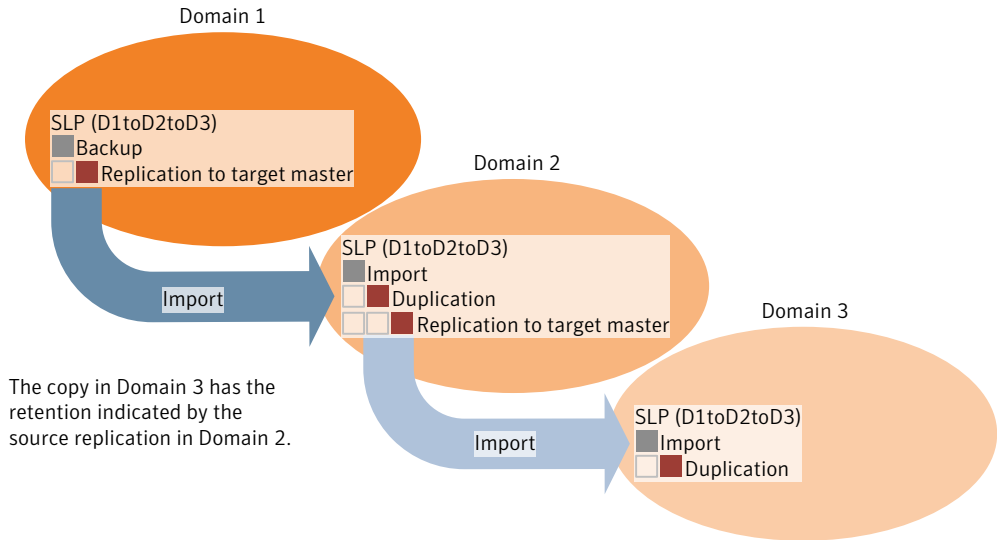 Domain 1
SLP (D1toD2toD3)
Backup
Replication to target master
Import
Domain 2
SLP (D1toD2toD3)
Import
Duplication
Replication to target master
The copy in Domain 3 has the
retention indicated by the
source replication in Domain 2.
Import
Domain 3
SLP (D1toD2toD3)
Import
Duplication